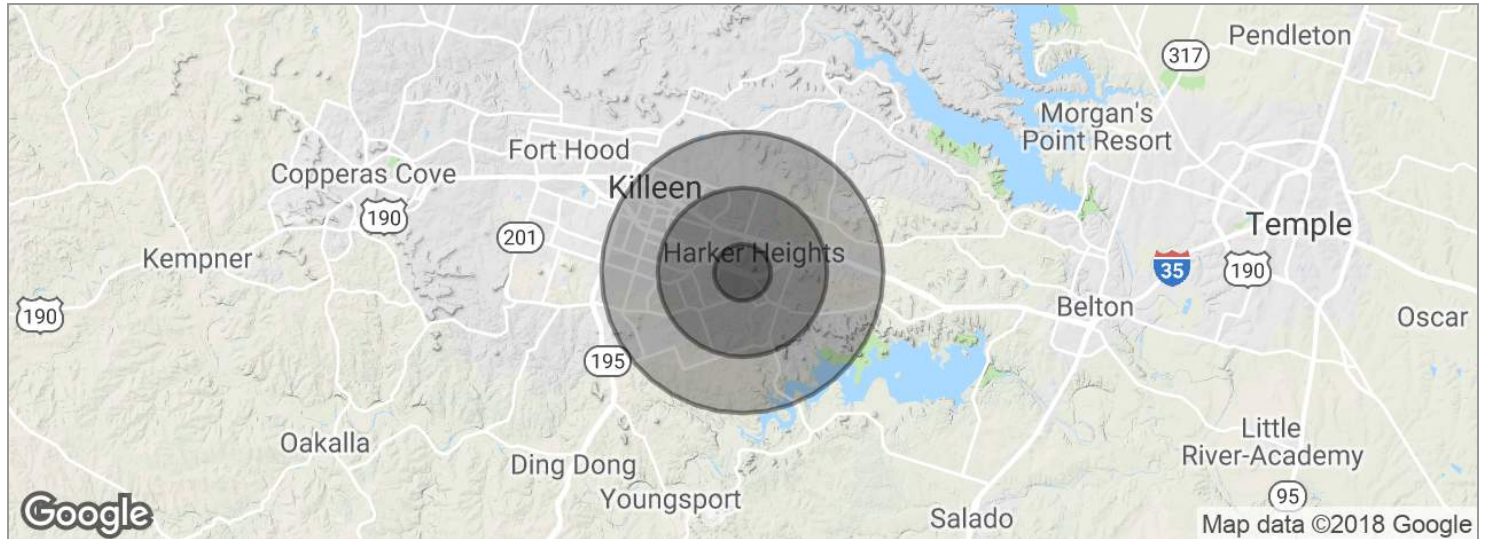 Pendleton
317
Morgan's
Point Resort
Fort Hood
Copperas Cove
Killeen
190
201
Temple
Harker Heights
Kempner
35
190
190
Belton
Oscar
195
Oakalla
Little
River-Academy
Ding Dong
Youngsport
95
Salado
Google
Map data ©2018 Google